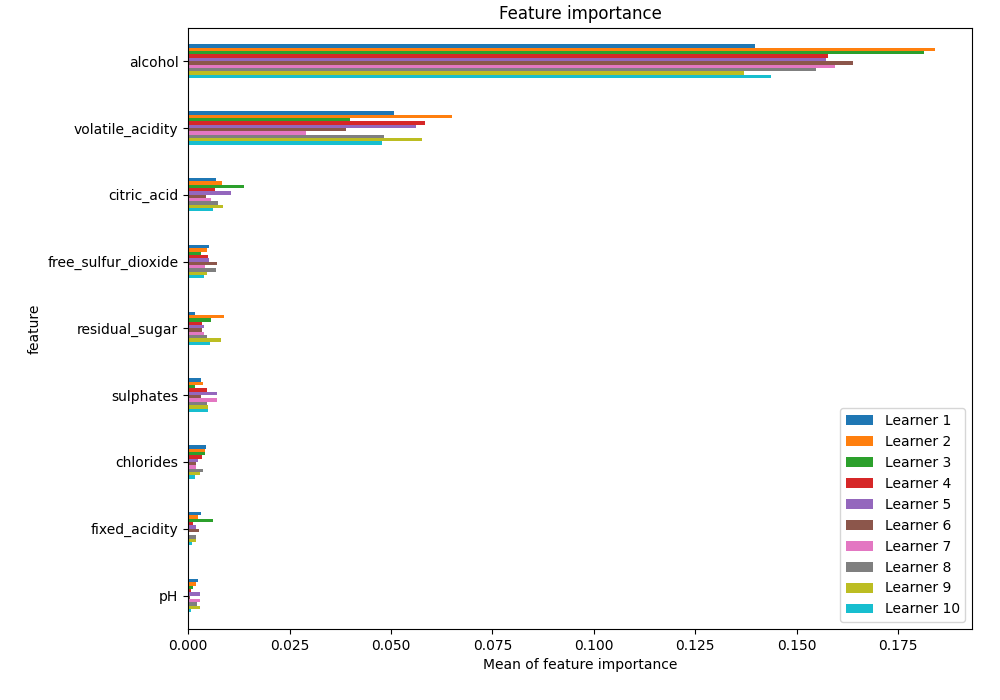 Feature importance
feature
alcohol
volatile_acidity
citric_acid
free_sulfur_dioxide
residual_sugar
sulphates
chlorides
fixed_acidity
pH
Learner 1
Learner 2
Learner 3
Learner 4
Learner 5
Learner 6
Learner 7
Learner 8
Learner 9
Learner 10
0.000 0.025 0.050 0.075 0.100 0.125 0.150 0.175
Mean of feature importance